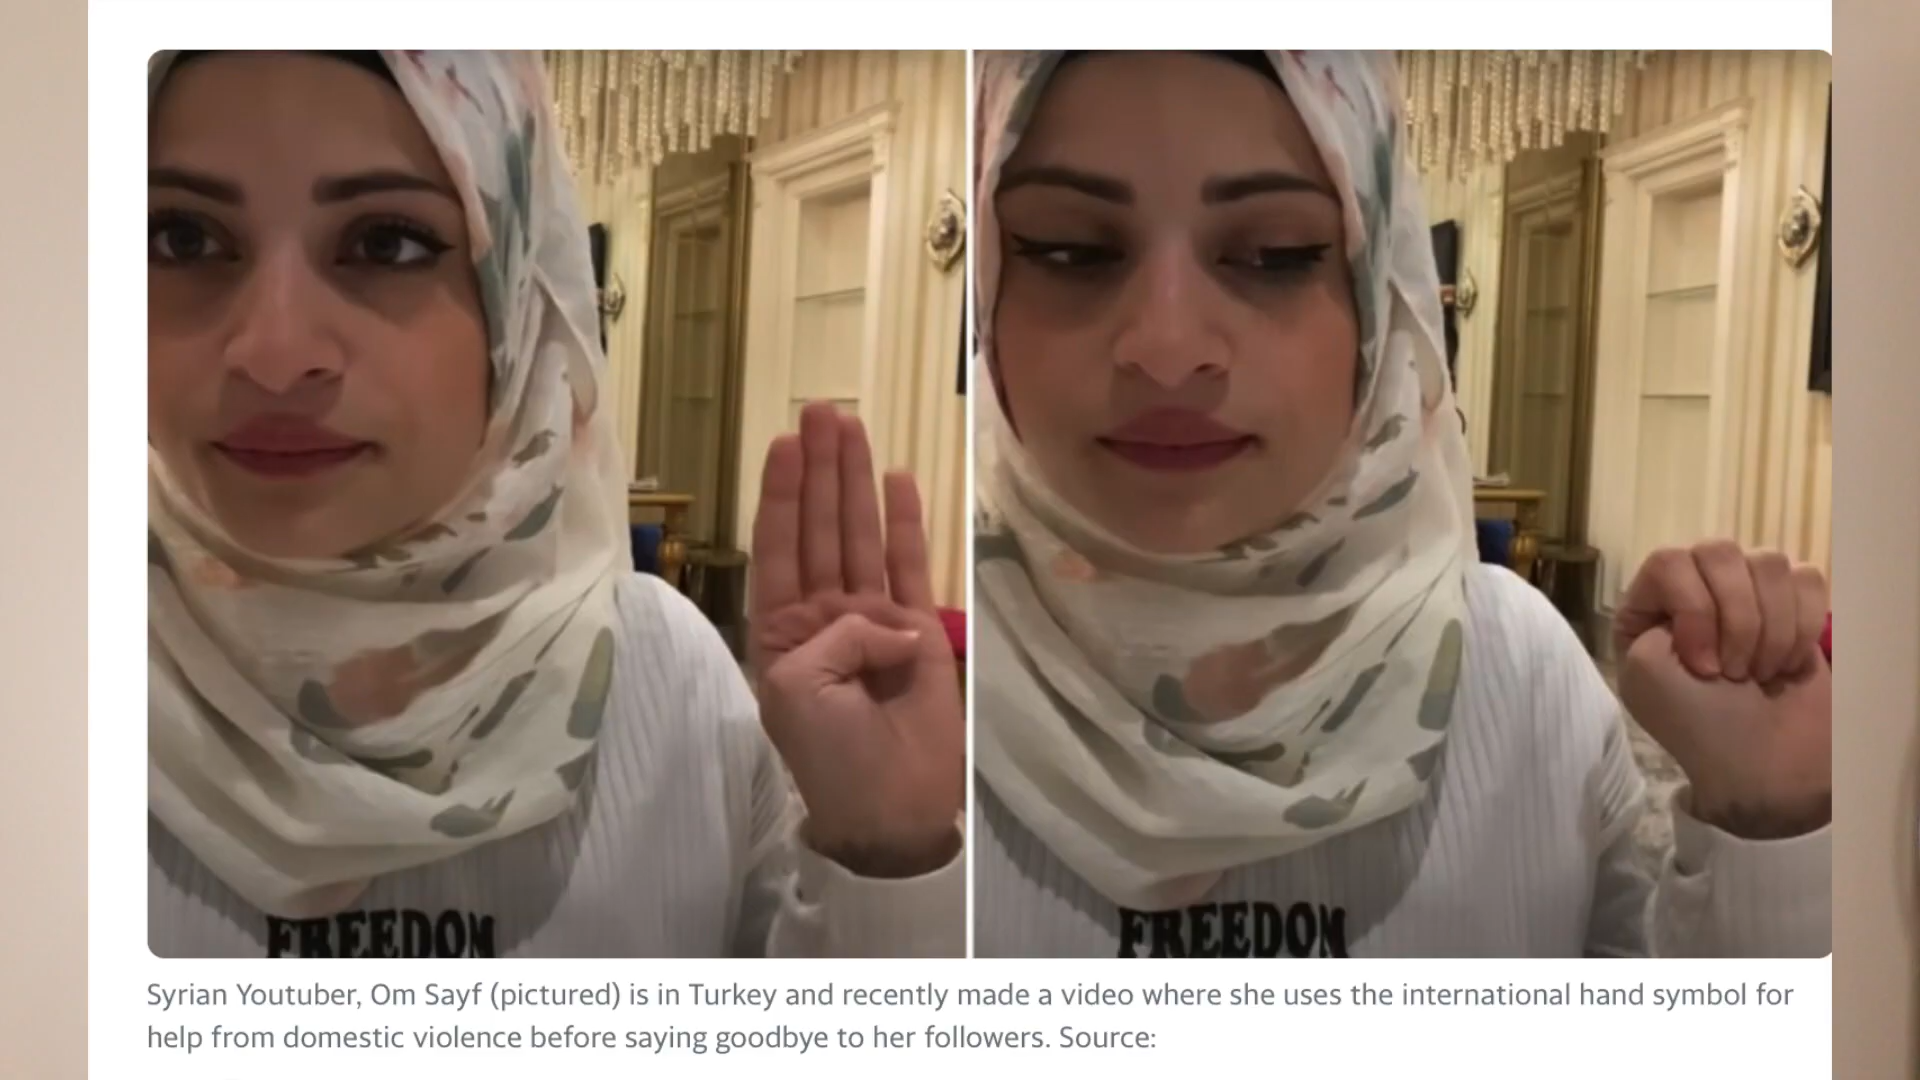 FREEDOM
FREEDOM
Syrian Youtuber, Om Sayf (pictured) is in Turkey and recently made a video where she uses the international hand symbol for
help from domestic violence before saying goodbye to her followers. Source: